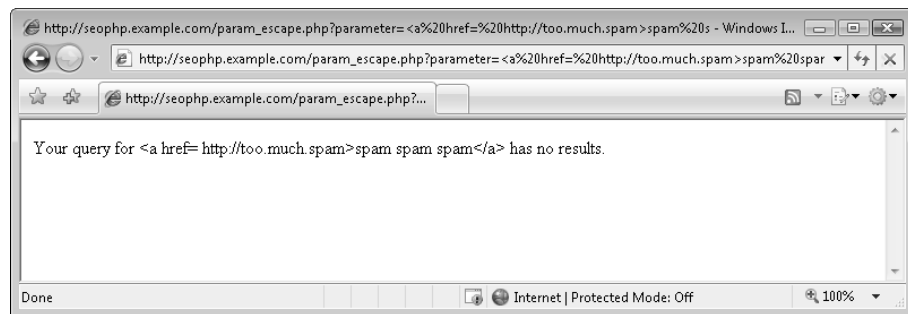 http://seophp.example.com/param_escape.php?parameter=<a%20href=%20http://too.much.spam>spam%20s - Windows I...
http://seophp.example.com/param_escape.php?parameter=<a%20href=%20http://too.much.spam>spam%20spar
http://seophp.example.com/param_escape.php?...
Your query for <a href= http://too.much.spam>spam spam spam</a> has no results.
Done
Internet | Protected Mode: Off
100%